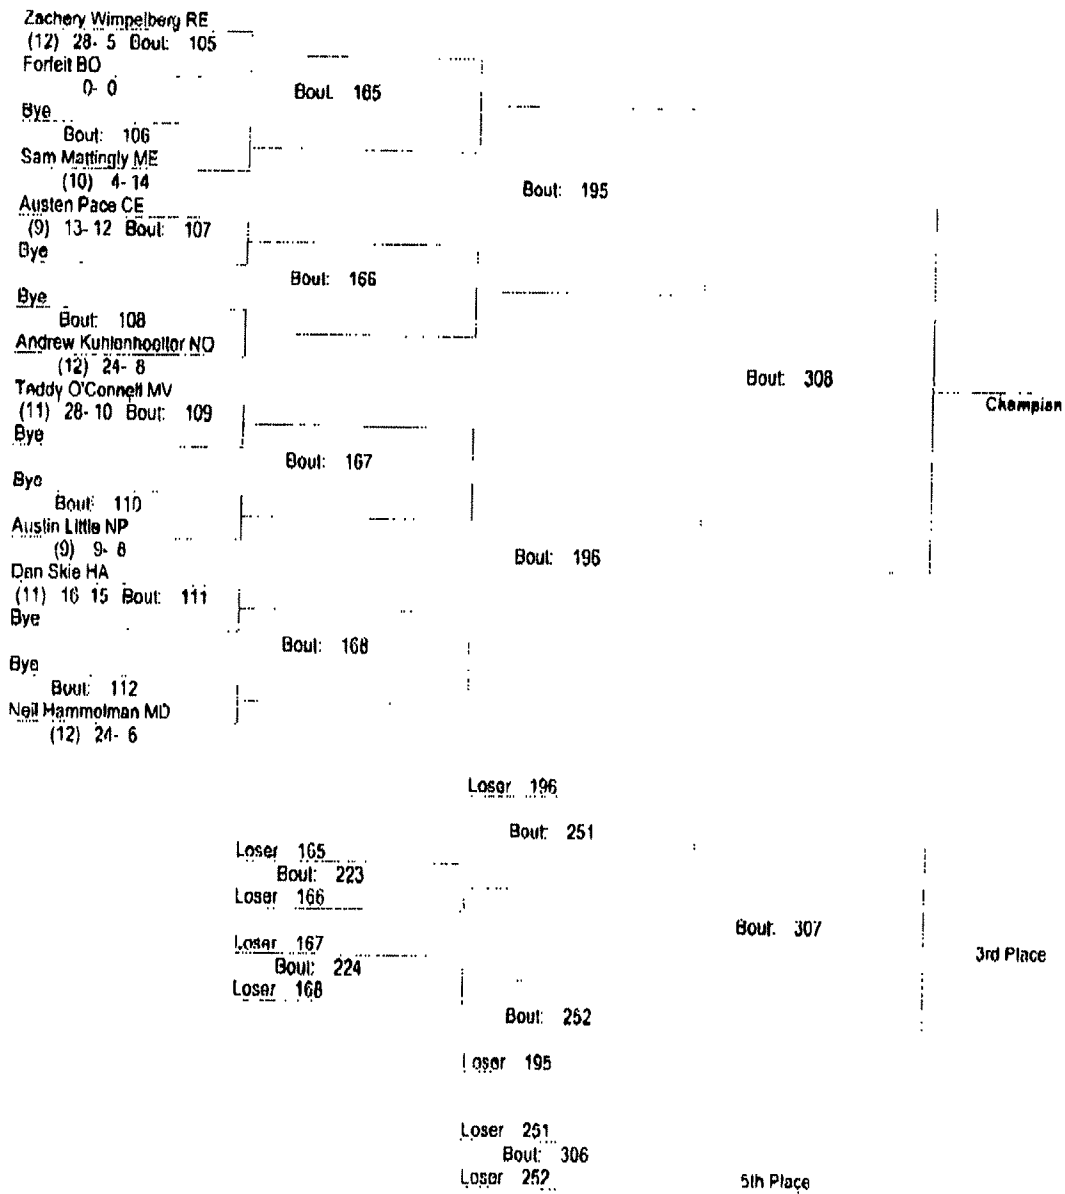 Zachery Wimpelberg RE
(12) 28- 5 Bout: 105
Forfeit BO
0- 0
Bout: 165
Bye
Bout: 106
Sam Mattingly ME
(10) 4- 14
Bout: 195
Austen Pace CE
(9) 13- 12 Bout: 107
Bye
Bout: 166
Bye
Bout: 108
Andrew Kuhlenhoelter NO
(12) 24- 8
Bout: 308
Teddy O'Connell MV
(11) 28- 10 Bout: 109
Champion
Bye
Bout: 167
Bye
Bout: 110
Austin Little NP
(9) 9- 8
Bout: 196
Dan Skie HA
(11) 16 15 Bout: 111
Bye
Bout: 168
Bye
Bout: 112
Neil Hammelman MD
(12) 24- 6
Loser 196
Bout: 251
Loser 165
Bout: 223
Loser 166
Bout: 307
Loser 167
3rd Place
Bout: 224
Loser 168
Bout: 252
Loser 195
Loser 251
Bout: 306
Loser 252
5th Place